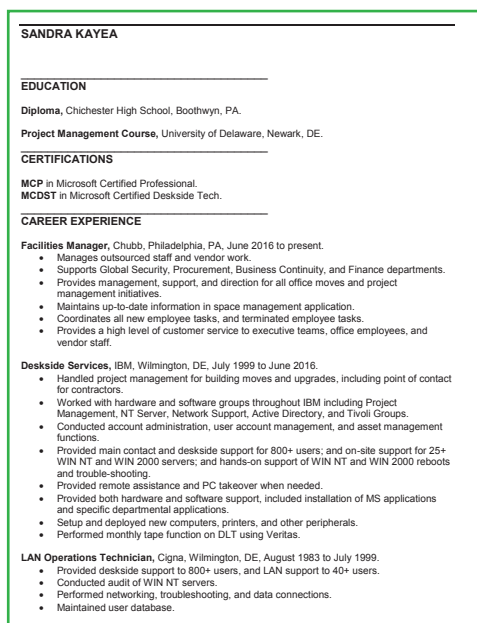 SANDRA KAYEA
EDUCATION
Diploma, Chichester High School, Boothwyn, PA.
Project Management Course, University of Delaware, Newark, DE.
CERTIFICATIONS
MCP in Microsoft Certified Professional.
MCDST in Microsoft Certified Deskside Tech.
CAREER EXPERIENCE
Facilities Manager, Chubb, Philadelphia, PA, June 2016 to present.
• Manages outsourced staff and vendor work.
• Supports Global Security, Procurement, Business Continuity, and Finance departments.
• Provides management, support, and direction for all office moves and project
management initiatives.
• Maintains up-to-date information in space management application.
• Coordinates all new employee tasks, and terminated employee tasks.
• Provides a high level of customer service to executive teams, office employees, and
vendor staff.
Deskside Services, IBM, Wilmington, DE, July 1999 to June 2016.
• Handled project management for building moves and upgrades, including point of contact
for contractors.
• Worked with hardware and software groups throughout IBM including Project
Management, NT Server, Network Support, Active Directory, and Tivoli Groups.
• Conducted account administration, user account management, and asset management
functions.
• Provided main contact and deskside support for 800+ users; and on-site support for 25+
WIN NT and WIN 2000 servers; and hands-on support of WIN NT and WIN 2000 reboots
and trouble-shooting.
• Provided remote assistance and PC takeover when needed.
• Provided both hardware and software support, included installation of MS applications
and specific departmental applications.
• Setup and deployed new computers, printers, and other peripherals.
• Performed monthly tape function on DLT using Veritas.
LAN Operations Technician, Cigna, Wilmington, DE, August 1983 to July 1999.
• Provided deskside support to 800+ users, and LAN support to 40+ users.
• Conducted audit of WIN NT servers.
• Performed networking, troubleshooting, and data connections.
• Maintained user database.